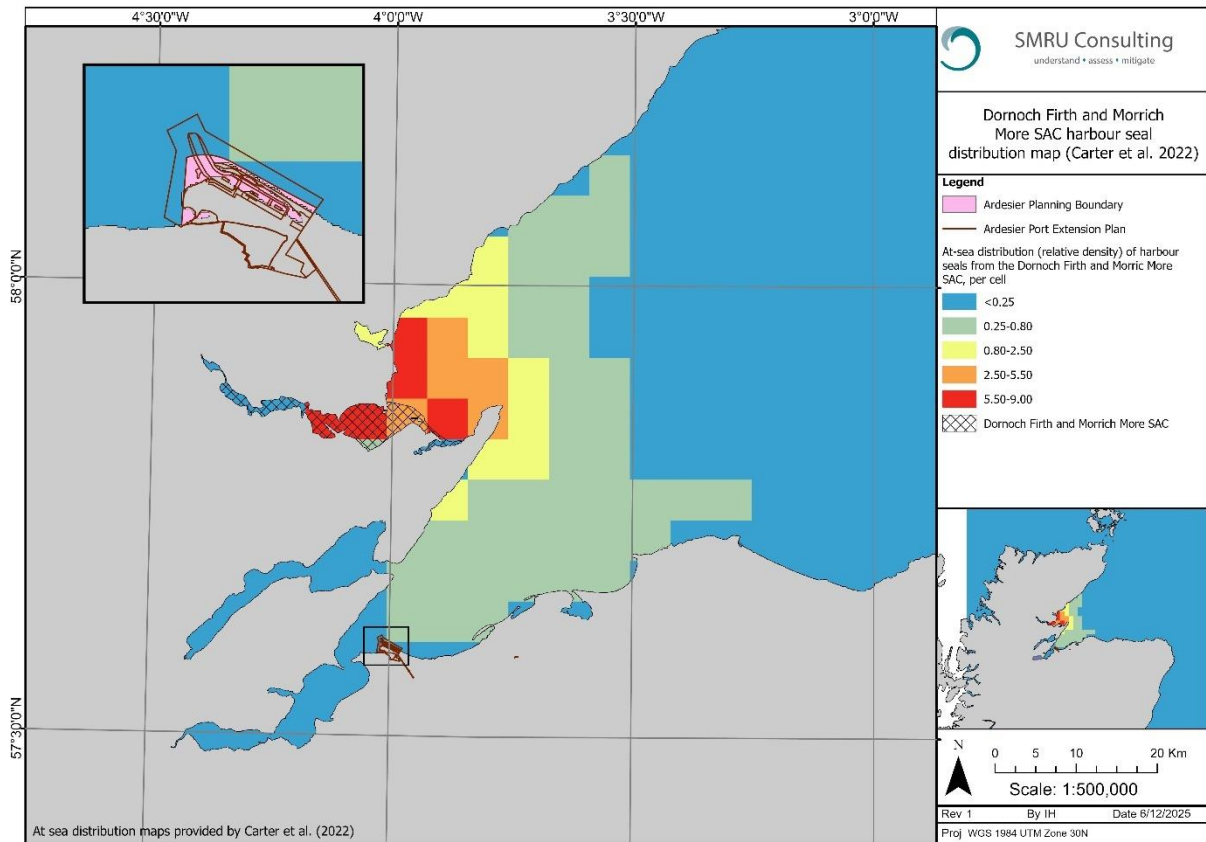 4°30'0"W
4°0'0"W
3°30'0"W
3°0'0"W
58°0'0"N
57°30'0"N
At sea distribution maps provided by Carter et al. (2022)
SMRU Consulting
understand • assess • mitigate
Dornoch Firth and Morrich
More SAC harbour seal
distribution map (Carter et al. 2022)
Legend
Ardesier Planning Boundary
Ardesier Port Extension Plan
At-sea distribution (relative density) of harbour
seals from the Dornoch Firth and Morric More
SAC, per cell
<0.25
0.25-0.80
0.80-2.50
2.50-5.50
5.50-9.00
Dornoch Firth and Morrich More SAC
N
0 5 10 20 Km
Scale: 1:500,000
Rev 1 By IH Date 6/12/2025
Proj WGS 1984 UTM Zone 30N